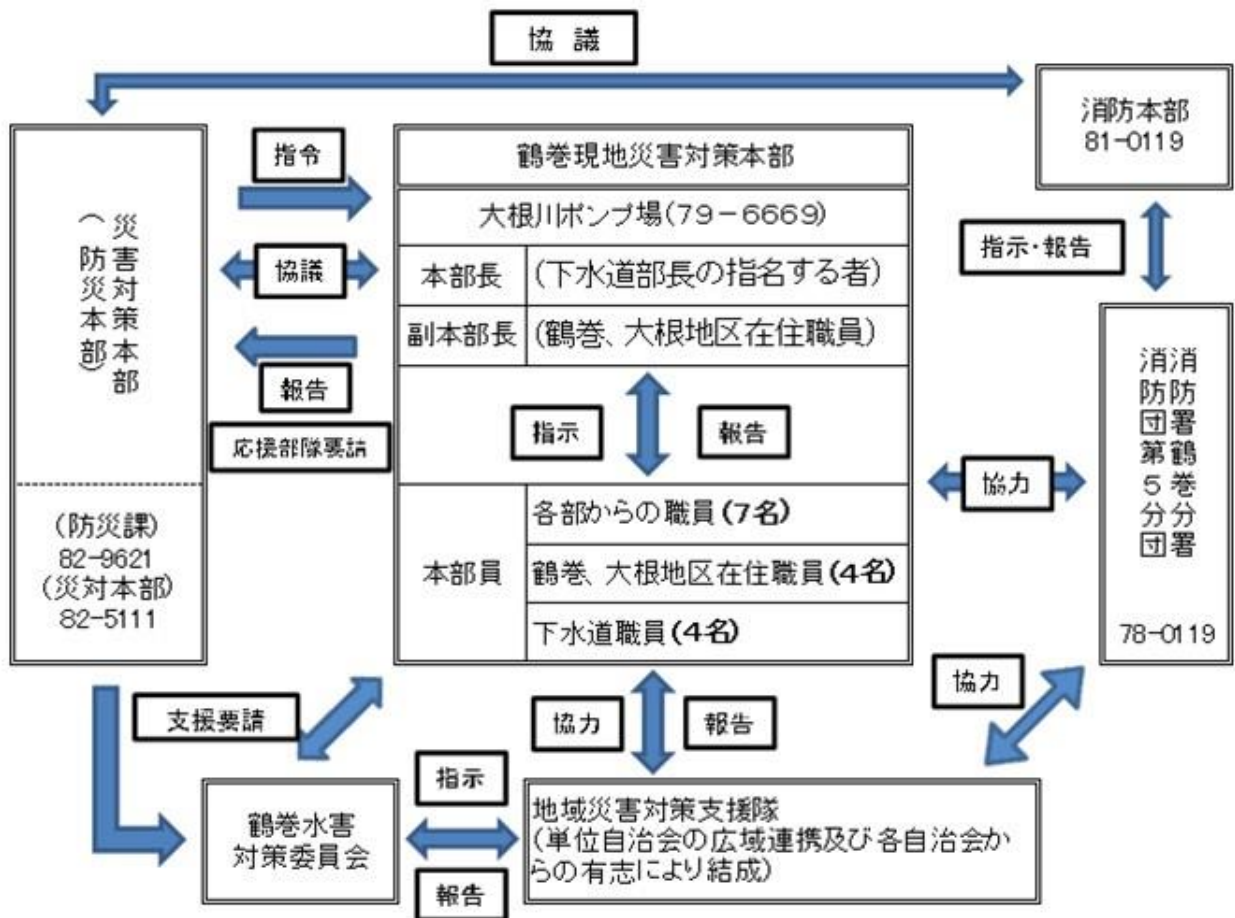 協 議
消防本部
81-0119
災害対策本部
（防災本部）
(防災課)
82-9621
(災対本部)
82-5111
指令
協議
報告
応援部隊要請
鶴巻現地災害対策本部
大根川ポンプ場(79-6669)
本部長
(下水道部長の指名する者)
副本部長
(鶴巻、大根地区在住職員)
指示
報告
本部員
各部からの職員(7名)
鶴巻、大根地区在住職員(4名)
下水道職員(4名)
指示・報告
協力
消防署鶴巻分署
消防団第5分団
78-0119
支援要請
協力
報告
協力
鶴巻水害
対策委員会
指示
報告
地域災害対策支援隊
(単位自治会の広域連携及び各自治会か
らの有志により結成)